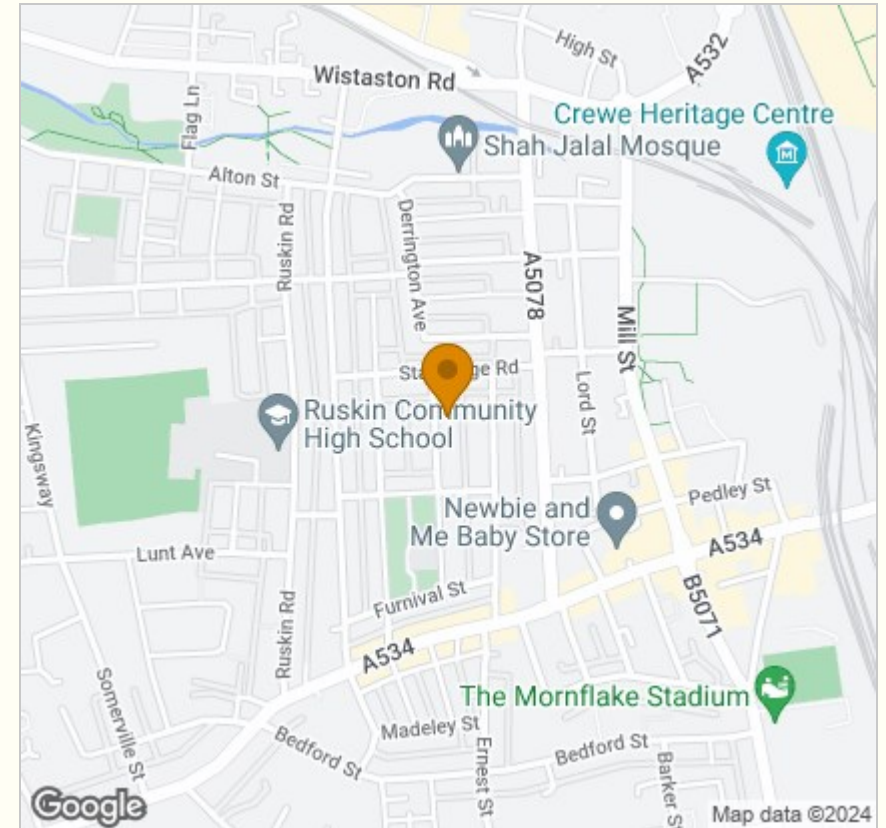 High St
A532
Wistaston Rd
Flag Ln
Crewe Heritage Centre
Shah Jalal Mosque
Alton St
Derrington Ave
Ruskin Rd
A5078
Mill St
Rd
Lord St
Ruskin Community
High School
Kingsway
Pedley St
Newbie and
Me Baby Store
A534
Lunt Ave
B5071
Furnival St
Ruskin Rd
A534
The Mornflake Stadium
Somerville St
Madeley St
Bedford St
Ernest St
Bedford St
Barker St
Google
Map data ©2024